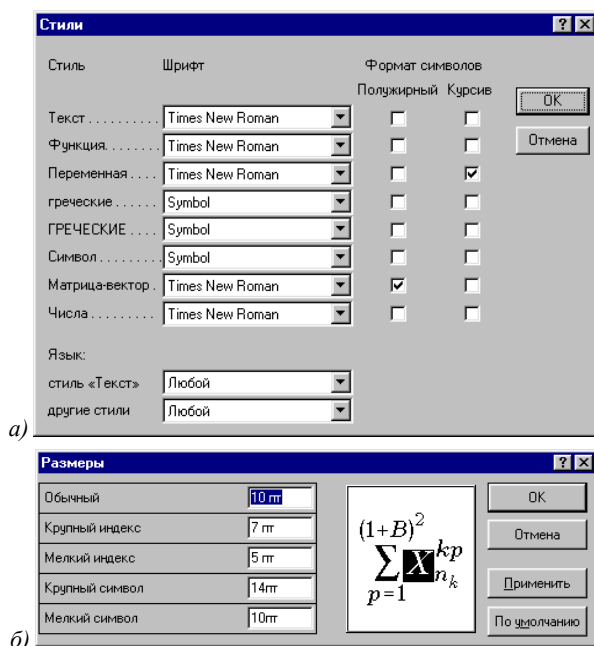 Стили
Стиль Шрифт Формат символов
Полужирный Курсив
OK
Текст . . . . . . . . . . Times New Roman
Функция. . . . . . . . Times New Roman
Отмена
Переменная . . . . Times New Roman
греческие . . . . . . Symbol
ГРЕЧЕСКИЕ . . . . Symbol
Символ . . . . . . . . . Symbol
Матрица-вектор . Times New Roman
Числа . . . . . . . . . Times New Roman
Язык:
стиль «Текст» Любой
другие стили Любой
а)
Размеры
Обычный 10 пт OK
Крупный индекс 7 пт Отмена
Мелкий индекс 5 пт
Крупный символ 14пт Применить
Мелкий символ 10пт По умолчанию
(1+B)^2
∑ X n_k^kp
p=1
б)